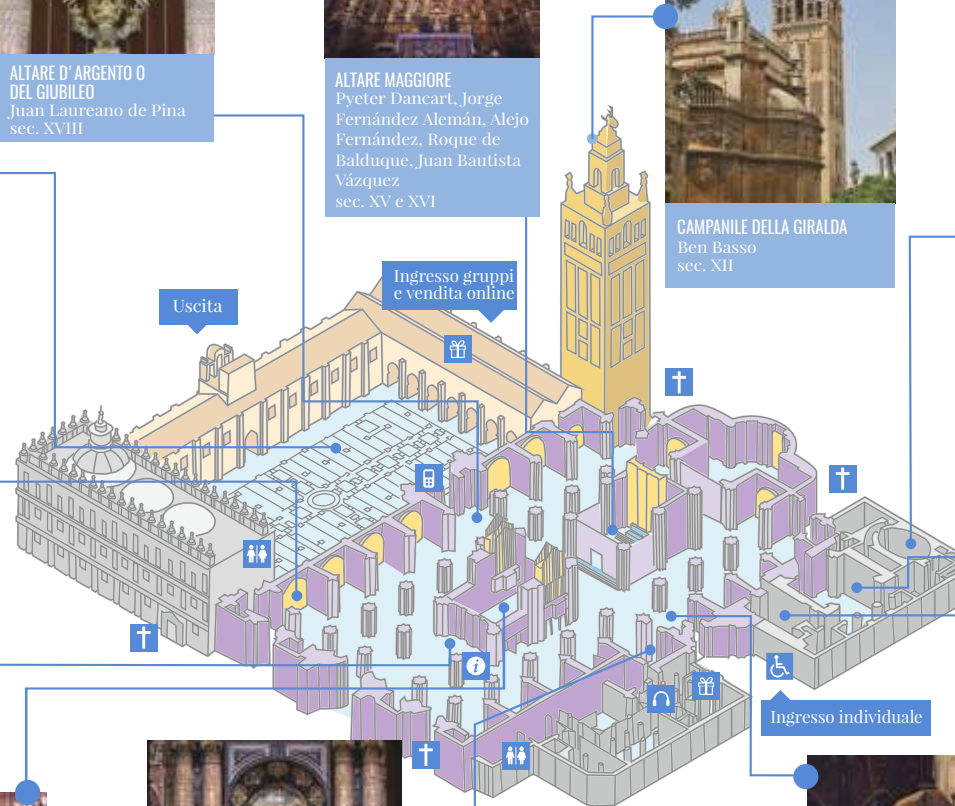 ALTARE D' ARGENTO O
DEL GIUBILEO
Juan Laureano de Pina
sec. XVIII
ALTARE MAGGIORE
Pyeter Dancart, Jorge
Fernández Alemán, Alejo
Fernández, Roque de
Balduque, Juan Bautista
Vázquez
sec. XV e XVI
CAMPANILE DELLA GIRALDA
Ben Basso
sec. XII
Ingresso gruppi
e vendita online
Uscita
i
Ingresso individuale